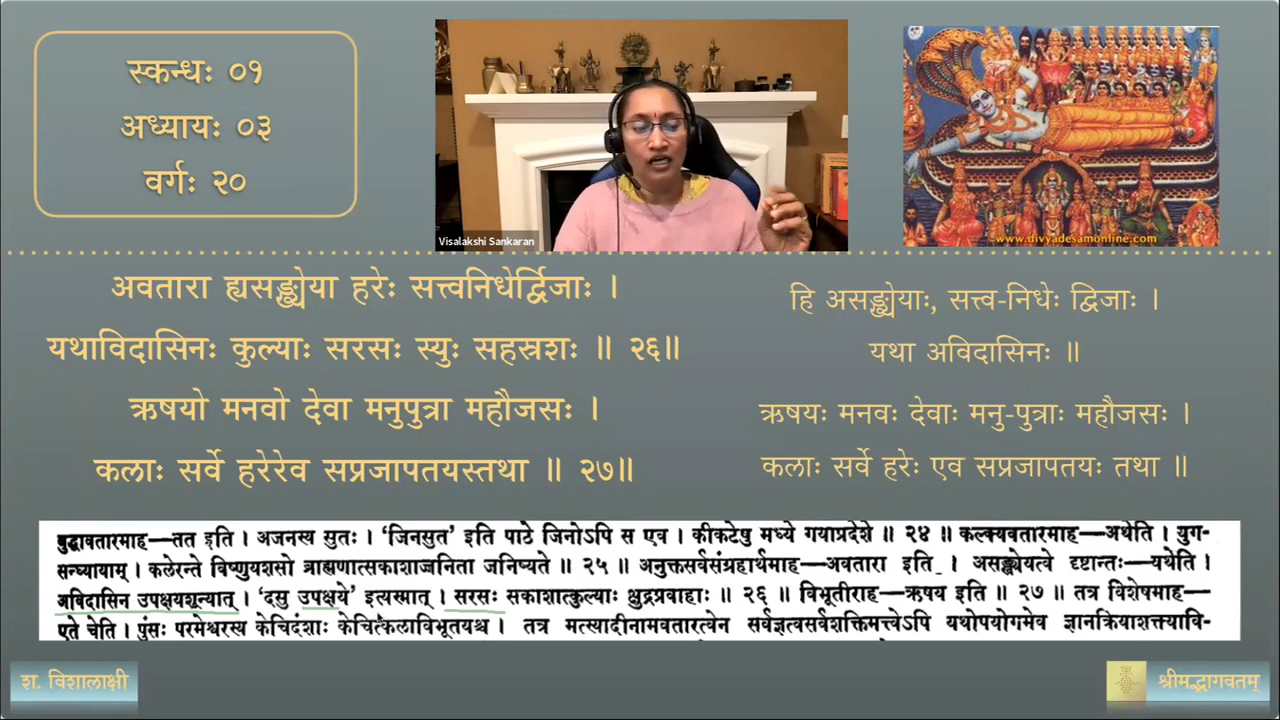 स्कन्धः ०१
अध्यायः ०३
वर्गः २०
Visalakshi Sankaran
www.divyadesamonline.com
अवतारा ह्यसङ्ख्येया हरेः सत्त्वनिधेर्द्विजाः ।
यथाविदासिनः कुल्याः सरसः स्युः सहस्रशः ॥ २६॥
ऋषयो मनवो देवा मनुपुत्रा महौजसः ।
कलाः सर्वे हरेरेव सप्रजापतयस्तथा ॥ २७॥
हि असङ्ख्येयाः, सत्त्व-निधेः द्विजाः ।
यथा अविदासिनः ॥
ऋषयः मनवः देवाः मनु-पुत्राः महौजसः ।
कलाः सर्वे हरेः एव सप्रजापतयः तथा ॥
बुद्धावतारमाह—तत इति । अजनस्य सुतः । ‘जिनसुत’ इति पाठे जिनोऽपि स एव । कीकटेषु मध्ये गयाप्रदेशे ॥ २४ ॥ कल्क्यवतारमाह—अथेति । युग-
सन्ध्यायाम् । कलेरन्ते विष्णुयशसो ब्राह्मणात्सकाशाज्जनिता जनिष्यते ॥ २५ ॥ अनुक्तसर्वसंग्रहार्थमाह—अवतारा इति । असङ्ख्येयत्वे दृष्टान्तः—यथेति ।
अविदासिन उपक्षयशून्यात् । ‘दसु उपक्षये’ इत्यस्मात् । सरसः सकाशात्कुल्याः क्षुद्रप्रवाहाः ॥ २६ ॥ विभूतीराह—ऋषय इति ॥ २७ ॥ तत्र विशेषमाह—
एते चेति । पुंसः परमेश्वरस्य केचिदंशाः केचित्कलाविभूतयश्च । तत्र मत्स्यादीनामवतारत्वेन सर्वज्ञत्वसर्वशक्तिमत्त्वेऽपि यथोपयोगमेव ज्ञानक्रियाशक्त्यावि-
श. विशालाक्षी
श्रीमद्भागवतम्